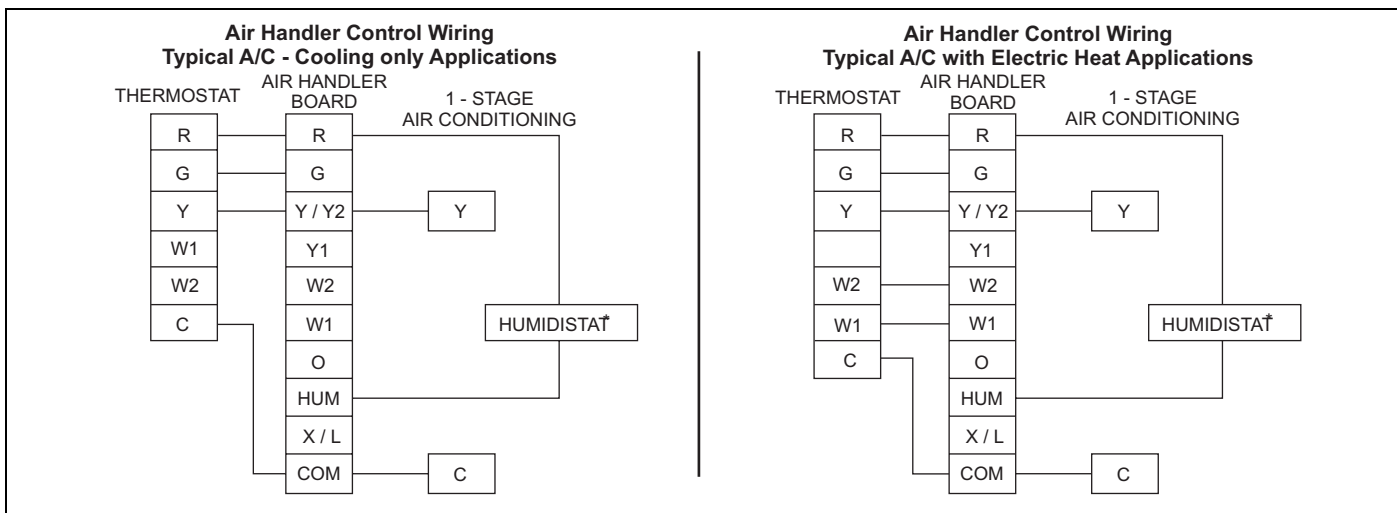 Air Handler Control Wiring
Typical A/C - Cooling only Applications
THERMOSTAT
AIR HANDLER
BOARD
1 - STAGE
AIR CONDITIONING
R
R
G
G
Y
Y / Y2
Y
W1
Y1
W2
W2
C
W1
HUMIDISTAT*
O
HUM
X / L
COM
C
Air Handler Control Wiring
Typical A/C with Electric Heat Applications
THERMOSTAT
AIR HANDLER
BOARD
1 - STAGE
AIR CONDITIONING
R
R
G
G
Y
Y / Y2
Y
Y1
W2
W2
W1
W1
HUMIDISTAT*
C
O
HUM
X / L
COM
C